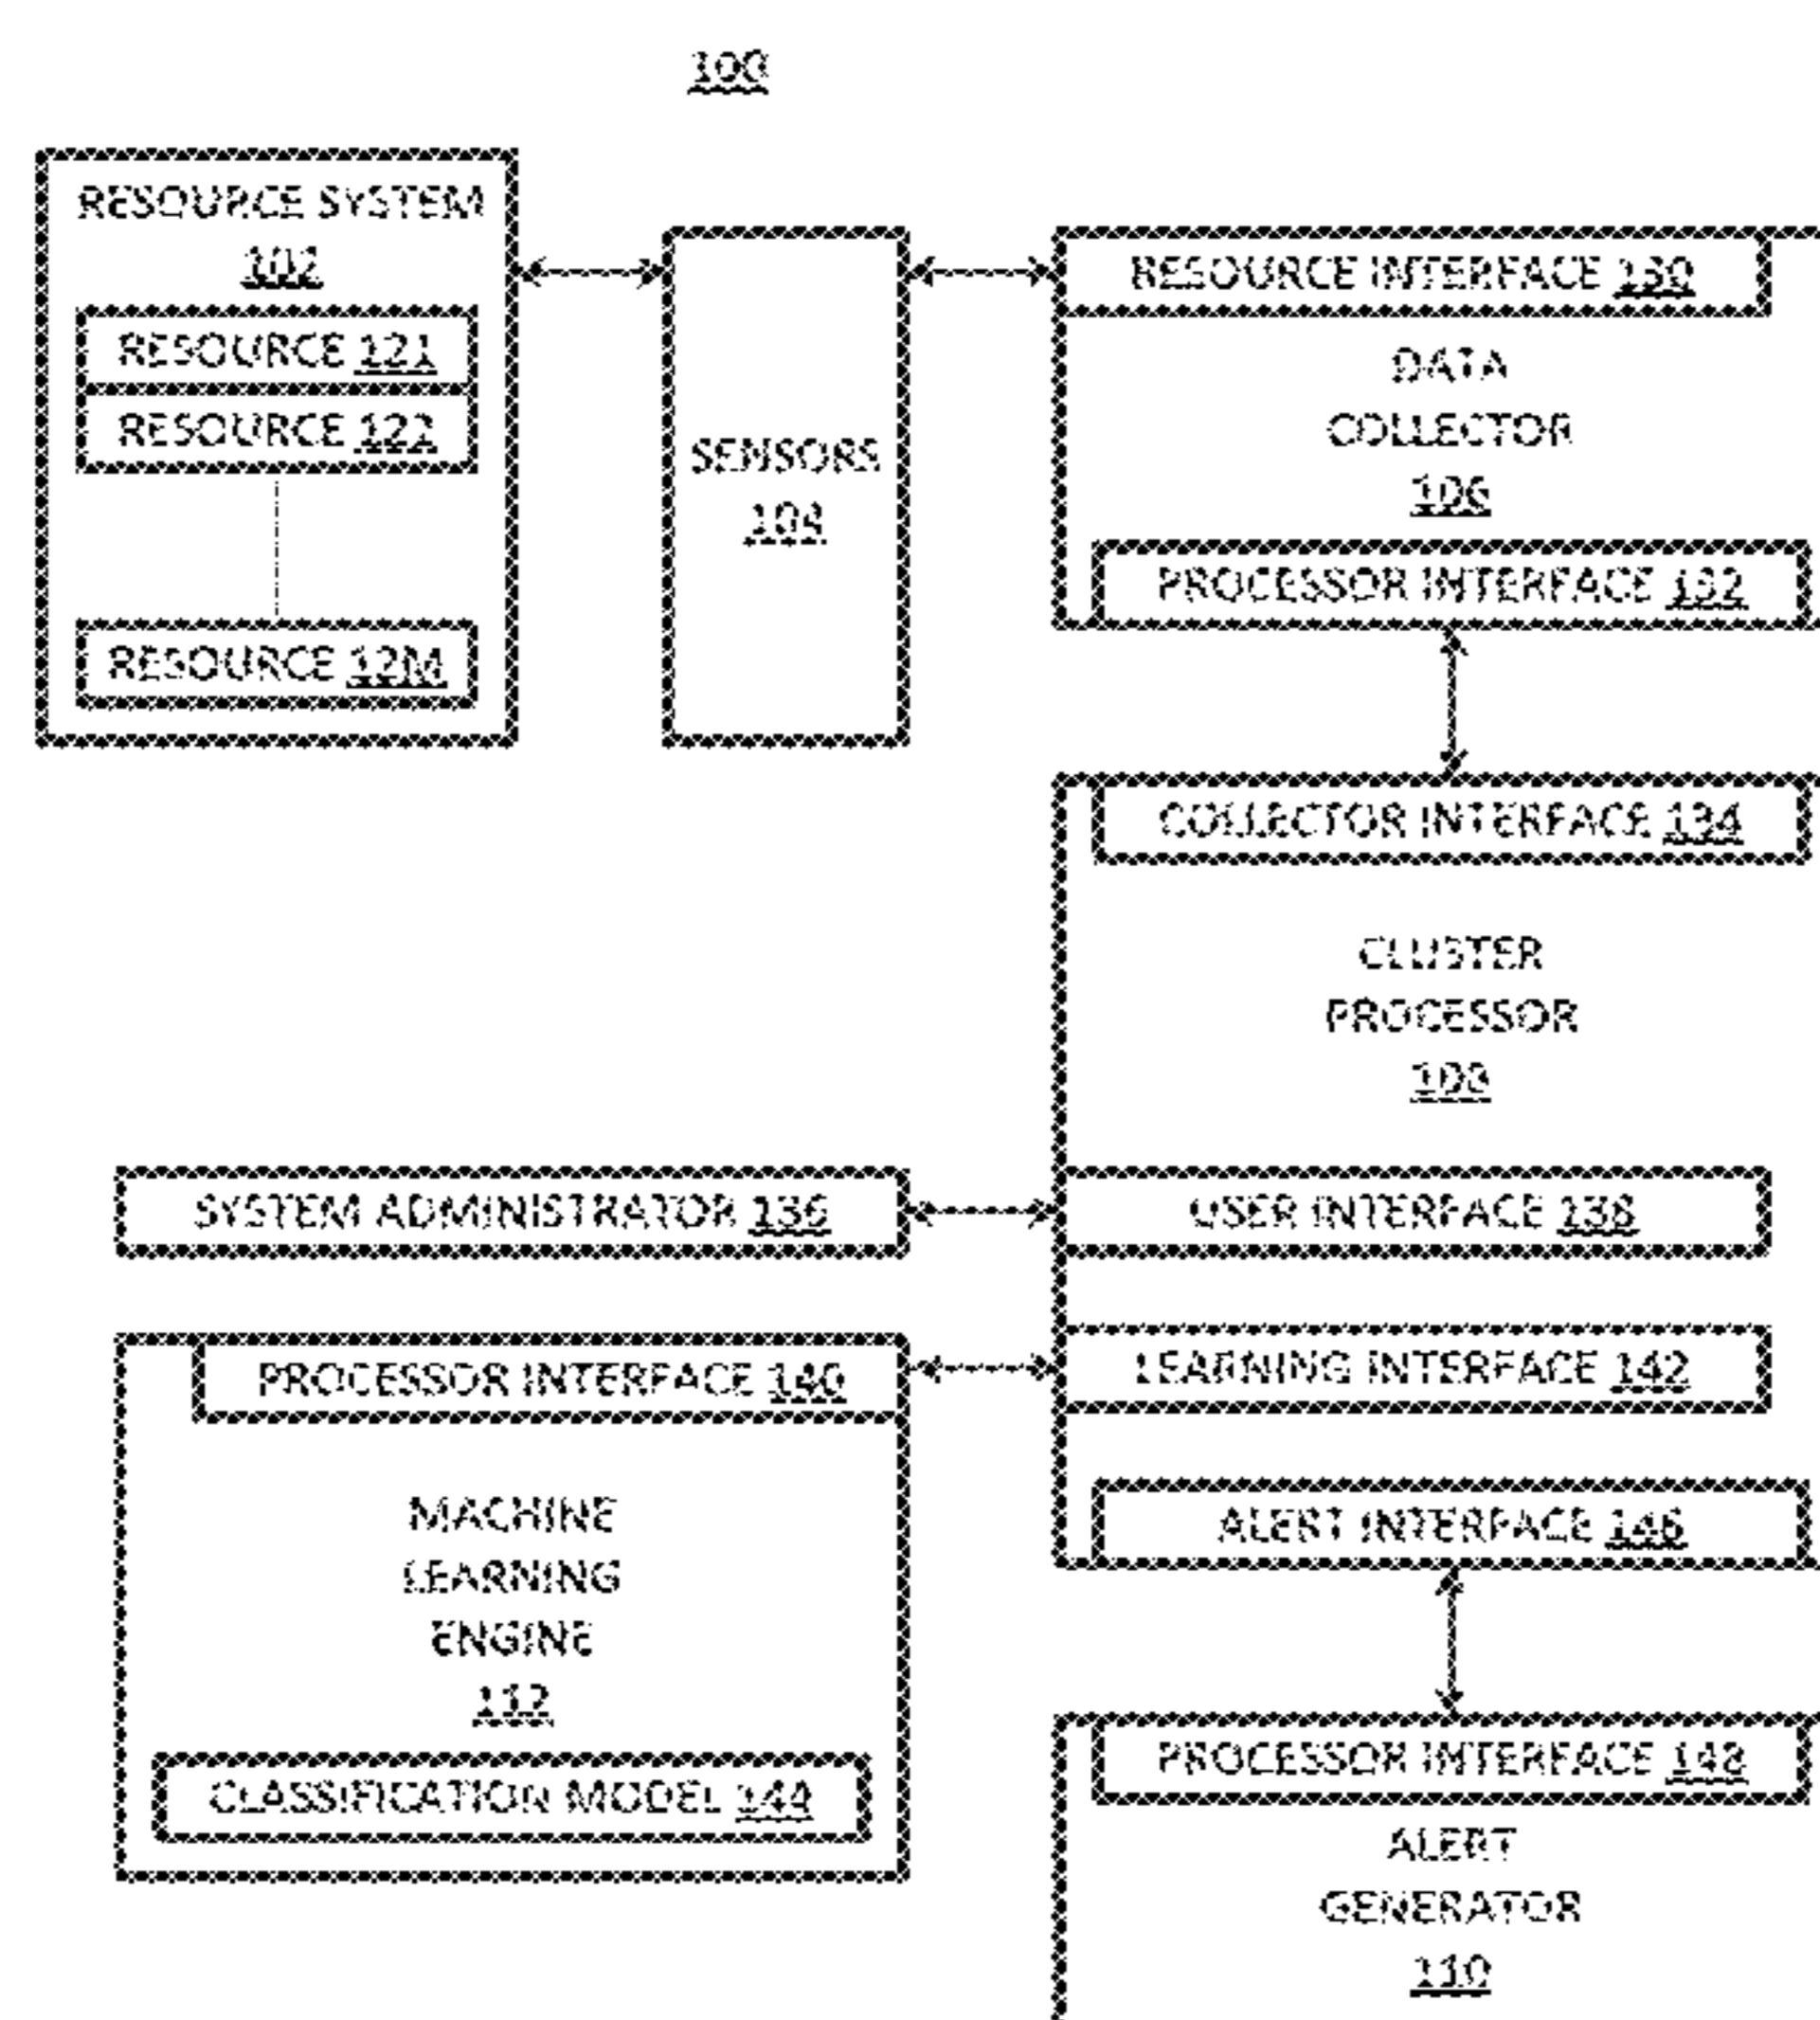 100
RESOURCE SYSTEM
102
RESOURCE 121
RESOURCE 122
RESOURCE 12M
SENSORS
104
RESOURCE INTERFACE 130
DATA
COLLECTOR
106
PROCESSOR INTERFACE 132
COLLECTOR INTERFACE 134
CLUSTER
PROCESSOR
108
SYSTEM ADMINISTRATOR 136
USER INTERFACE 138
PROCESSOR INTERFACE 140
LEARNING INTERFACE 142
MACHINE
LEARNING
ENGINE
112
CLASSIFICATION MODEL 144
ALERT INTERFACE 146
PROCESSOR INTERFACE 148
ALERT
GENERATOR
110